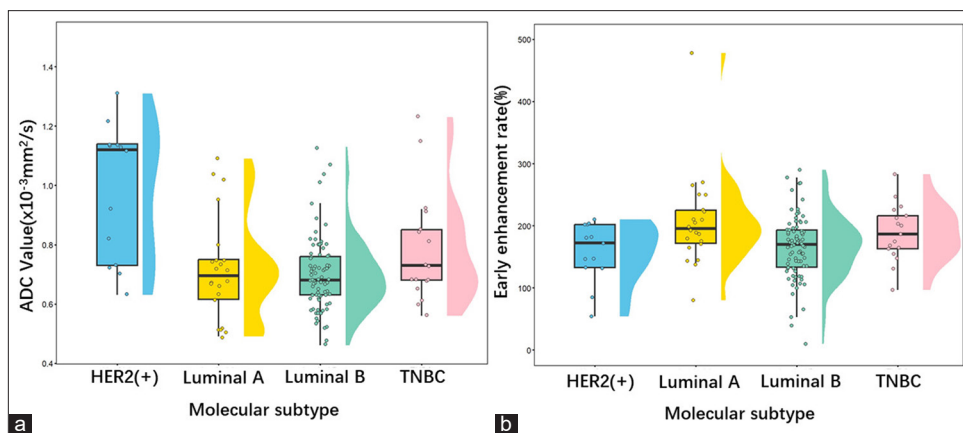 ADC Value(x10⁻³mm²/s)
1.4
1.2
1.0
0.8
0.6
0.4
HER2(+) Luminal A Luminal B TNBC
Molecular subtype
a
Early enhancement rate(%)
500
400
300
200
100
0
HER2(+) Luminal A Luminal B TNBC
Molecular subtype
b